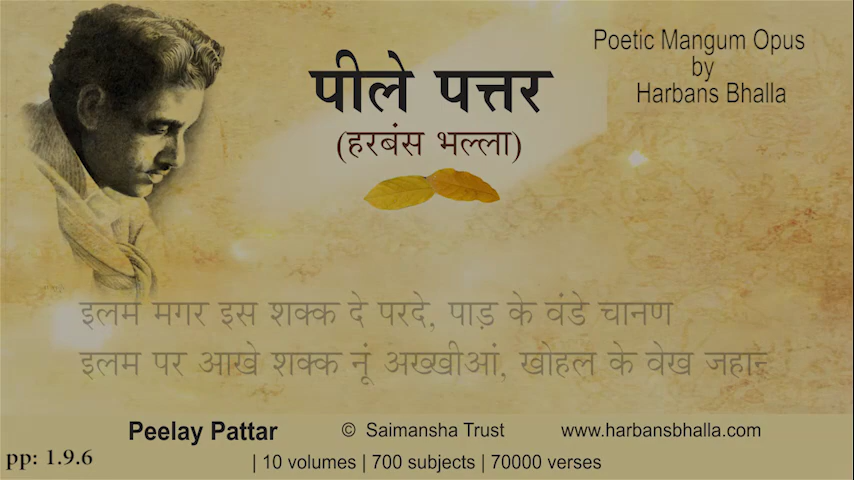 Poetic Mangum Opus
by
Harbans Bhalla
पीले पत्तर
(हरबंस भल्ला)
इलम मगर इस शक्क दे परदे, पाड़ के वंडे चानण
इलम पर आखे शक्क नूं अख्खीआं, खोहल के वेख जहान
Peelay Pattar © Saimansha Trust www.harbansbhalla.com
pp: 1.9.6 | 10 volumes | 700 subjects | 70000 verses